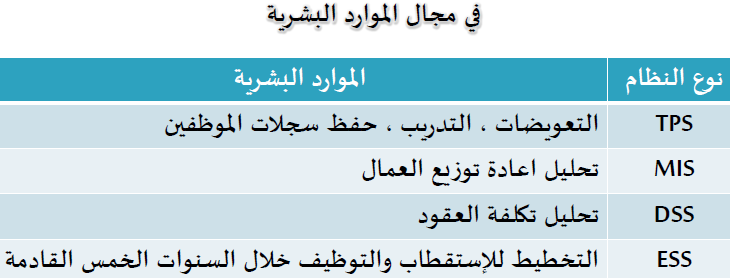 في مجال الموارد البشرية
نوع النظام الموارد البشرية
TPS التعويضات ، التدريب ، حفظ سجلات الموظفين
MIS تحليل اعادة توزيع العمال
DSS تحليل تكلفة العقود
ESS التخطيط للإستقطاب والتوظيف خلال السنوات الخمس القادمة